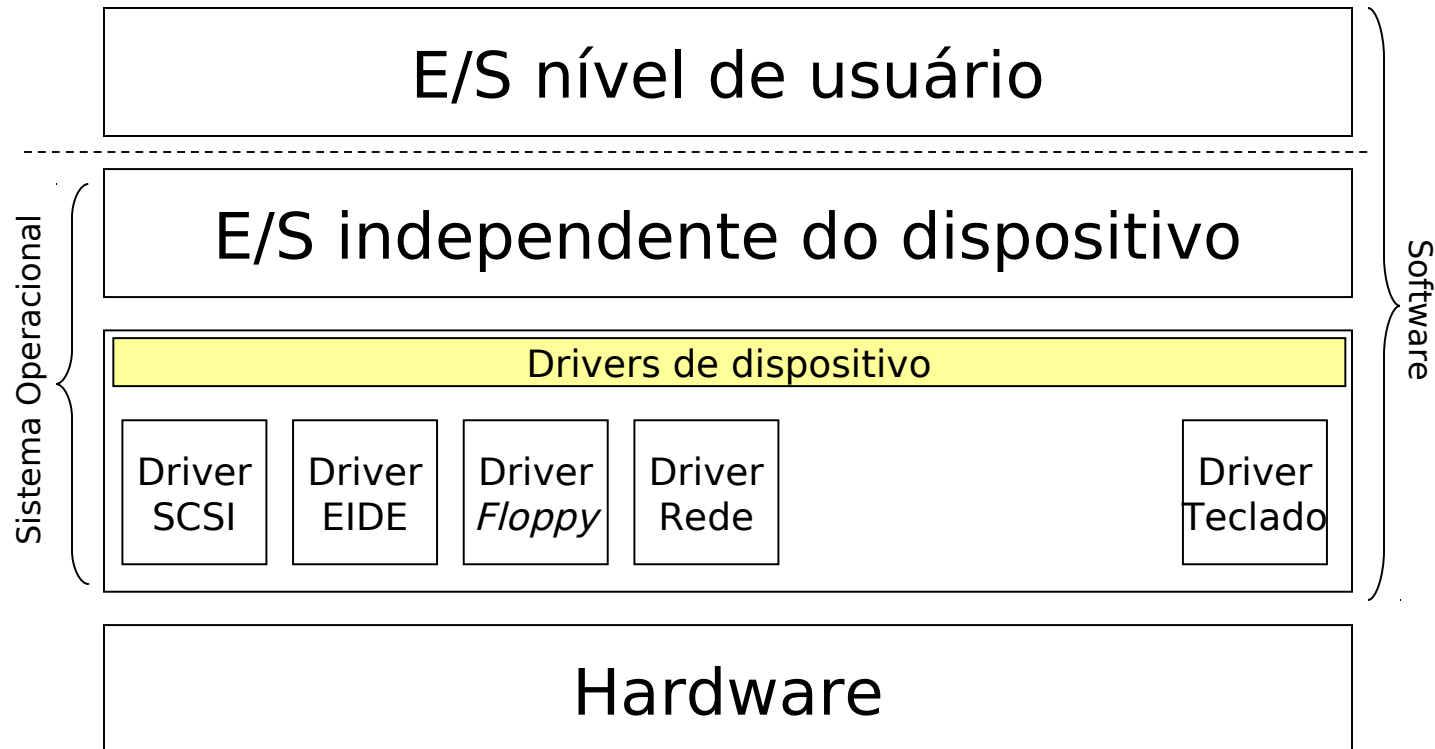 E/S nível de usuário
E/S independente do dispositivo
Sistema Operacional
Software
Drivers de dispositivo
Driver
SCSI
Driver
EIDE
Driver
Floppy
Driver
Rede
Driver
Teclado
Hardware